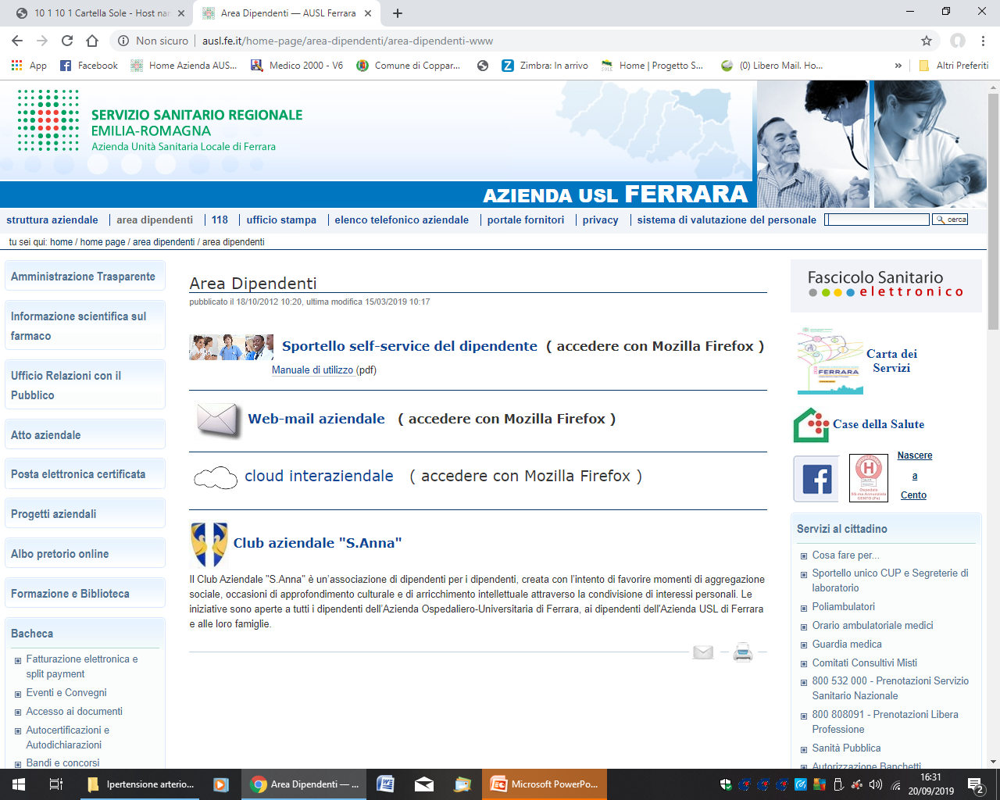 10 1 10 1 Cartella Sole - Host nar
Area Dipendenti — AUSL Ferrara
Non sicuro
ausl.fe.it/home-page/area-dipendenti/area-dipendenti-www
App
Facebook
Home Azienda AUS...
Medico 2000 - V6
Comune di Coppar...
Zimbra: In arrivo
Home | Progetto S...
(0) Libero Mail. Ho...
»
Altri Preferiti
SERVIZIO SANITARIO REGIONALE
EMILIA-ROMAGNA
Azienda Unità Sanitaria Locale di Ferrara
AZIENDA USL FERRARA
struttura aziendale
area dipendenti
118
ufficio stampa
elenco telefonico aziendale
portale fornitori
privacy
sistema di valutazione del personale
cerca
tu sei qui: home / home page / area dipendenti / area dipendenti
Amministrazione Trasparente
Informazione scientifica sul
farmaco
Ufficio Relazioni con il
Pubblico
Atto aziendale
Posta elettronica certificata
Progetti aziendali
Albo pretorio online
Formazione e Biblioteca
Bacheca
Fatturazione elettronica e
split payment
Eventi e Convegni
Accesso ai documenti
Autocertificazioni e
Autodichiarazioni
Bandi e concorsi
Area Dipendenti
pubblicato il 18/10/2012 10:20, ultima modifica 15/03/2019 10:17
Sportello self-service del dipendente ( accedere con Mozilla Firefox )
Manuale di utilizzo (pdf)
Web-mail aziendale ( accedere con Mozilla Firefox )
cloud interaziendale ( accedere con Mozilla Firefox )
Club aziendale "S.Anna"
Il Club Aziendale "S.Anna" è un'associazione di dipendenti per i dipendenti, creata con l'intento di favorire momenti di aggregazione
sociale, occasioni di approfondimento culturale e di arricchimento intellettuale attraverso la condivisione di interessi personali. Le
iniziative sono aperte a tutti i dipendenti dell'Azienda Ospedaliero-Universitaria di Ferrara, ai dipendenti dell'Azienda USL di Ferrara
e alle loro famiglie.
Fascicolo Sanitario
elettronico
FERRARA
Carta dei
Servizi
Case della Salute
H
Ospedale
SS.ma Annunziata
CENTO (Fe)
Nascere
a
Cento
Servizi al cittadino
Cosa fare per...
Sportello unico CUP e Segreterie di
laboratorio
Poliambulatori
Orario ambulatoriale medici
Guardia medica
Comitati Consultivi Misti
800 532 000 - Prenotazioni Servizio
Sanitario Nazionale
800 808091 - Prenotazioni Libera
Professione
Sanità Pubblica
Autorizzazione Banchetti
Ipertensione arterio...
Area Dipendenti — ...
Microsoft PowerPo...
16:31
20/09/2019
2